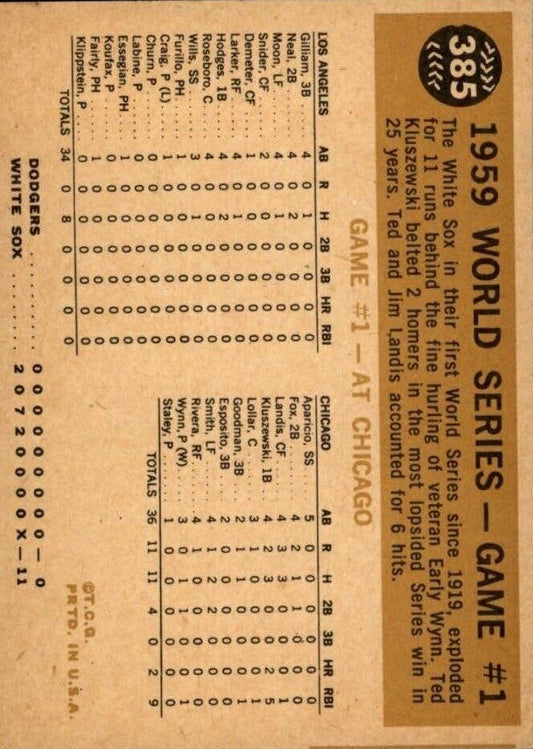 385
1959 WORLD SERIES — GAME #1
The White Sox in their first World Series since 1919, exploded
for 11 runs behind the fine hurling of veteran Early Wynn. Ted
Kluszewski belted 2 homers in the most lopsided Series win in
25 years. Ted and Jim Landis accounted for 6 hits.
GAME #1 — AT CHICAGO
LOS ANGELES AB R H 2B 3B HR RBI
Gilliam, 3B 4 0 1 0 0 0 0
Neal, 2B 4 0 2 0 0 0 0
Moon, LF 4 0 1 0 0 0 0
Snider, CF 2 0 0 0 0 0 0
Demeter, CF 1 0 0 0 0 0 0
Larker, RF 4 0 1 0 0 0 0
Hodges, 1B 4 0 2 0 0 0 0
Roseboro, C 4 0 0 0 0 0 0
Wills, SS 3 0 1 0 0 0 0
Furillo, PH 1 0 0 0 0 0 0
Craig, P (L) 1 0 0 0 0 0 0
Churn, P 0 0 0 0 0 0 0
Labine, P 0 0 0 0 0 0 0
Essegian, PH 1 0 0 0 0 0 0
Koufax, P 0 0 0 0 0 0 0
Fairly, PH 1 0 0 0 0 0 0
Klippstein, P 0 0 0 0 0 0 0
TOTALS 34 0 8 0 0 0 0
CHICAGO AB R H 2B 3B HR RBI
Aparicio, SS 5 0 0 0 0 0 0
Fox, 2B 4 2 1 1 0 0 0
Landis, CF 4 3 3 0 0 0 1
Kluszewski, 1B 4 2 3 0 0 2 5
Lollar, C 3 1 0 0 0 0 1
Goodman, 3B 2 1 1 0 0 0 1
Esposito, 3B 2 0 0 0 0 0 0
Smith, LF 4 1 2 2 0 0 0
Rivera, RF 4 1 0 0 0 0 0
Wynn, P (W) 3 0 1 1 0 0 1
Staley, P 1 0 0 0 0 0 0
TOTALS 36 11 11 4 0 2 9
DODGERS 0 0 0 0 0 0 0 0 0 — 0
WHITE SOX 2 0 7 2 0 0 0 0 X — 11
©T.C.G.
PRTD. IN U.S.A.